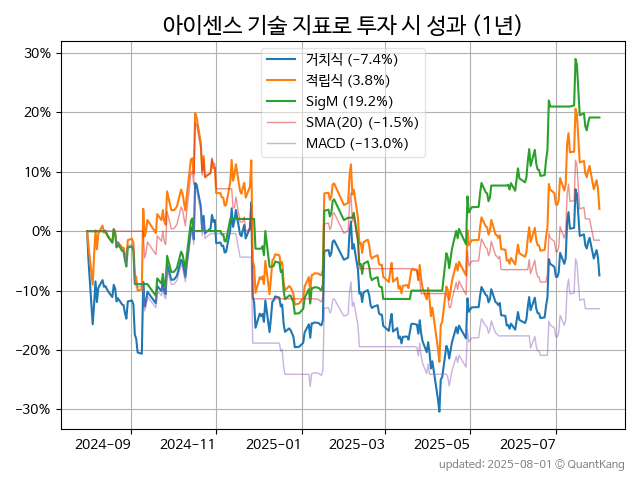 아이센스 기술 지표로 투자 시 성과 (1년)
거치식 (−7.4%)
적립식 (3.8%)
SigM (19.2%)
SMA(20) (−1.5%)
MACD (−13.0%)
30%
20%
10%
0%
−10%
−20%
−30%
2024-09 2024-11 2025-01 2025-03 2025-05 2025-07
updated: 2025-08-01 © QuantKang